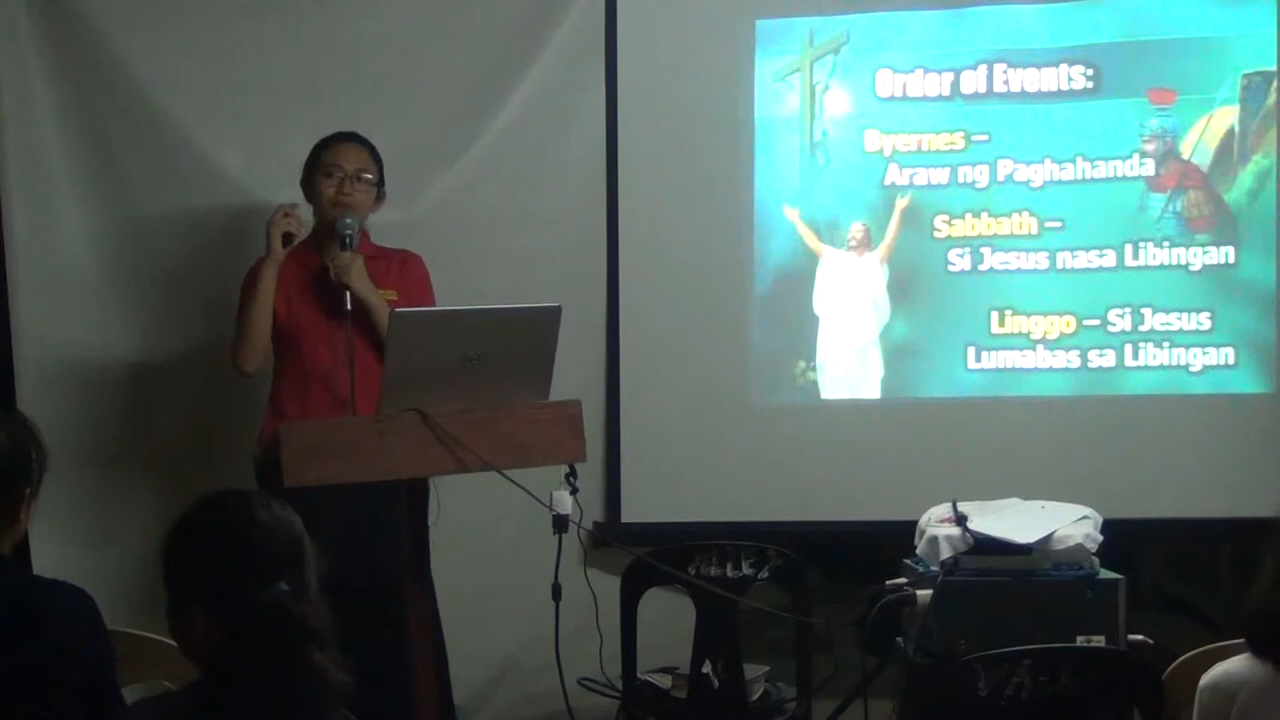 Order of Events:
Byernes –
Araw ng Paghahanda
Sabbath –
Si Jesus nasa Libingan
Linggo – Si Jesus
Lumabas sa Libingan